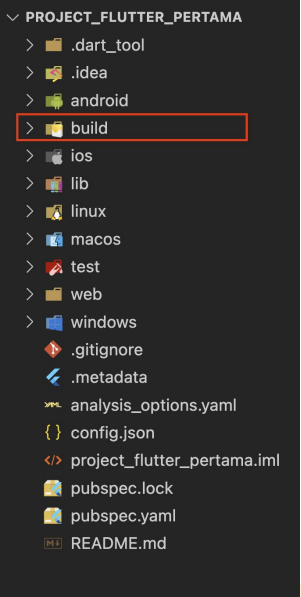 PROJECT_FLUTTER_PERTAMA
.dart_tool
.idea
android
build
ios
lib
linux
macos
test
web
windows
.gitignore
.metadata
analysis_options.yaml
config.json
project_flutter_pertama.iml
pubspec.lock
pubspec.yaml
README.md